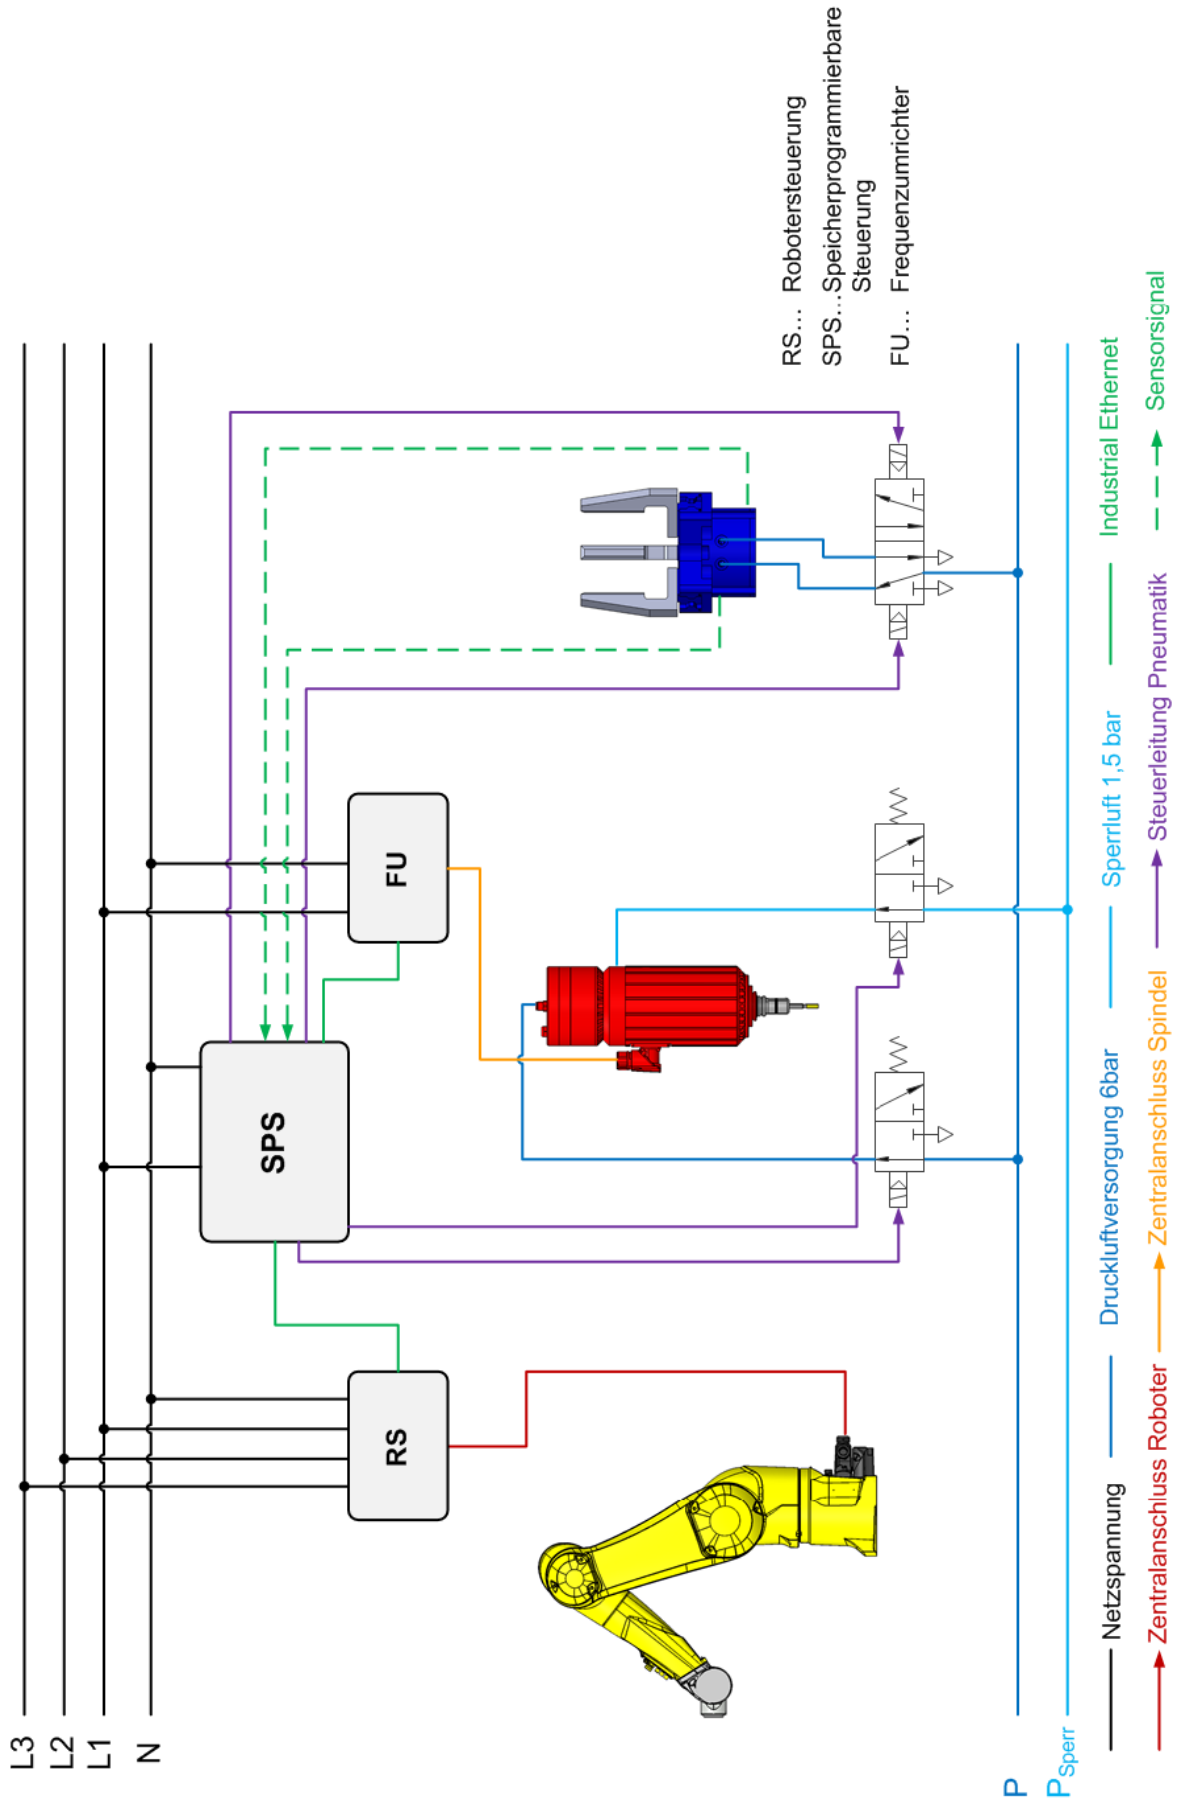 L3
L2
L1
N
RS
SPS
FU
RS... Robotersteuerung
SPS...Speicherprogrammierbare
Steuerung
FU... Frequenzumrichter
P
PSperr
Netzspannung
Druckluftversorgung 6bar
Sperrluft 1,5 bar
Industrial Ethernet
Zentralanschluss Roboter
Zentralanschluss Spindel
Steuerleitung Pneumatik
Sensorsignal